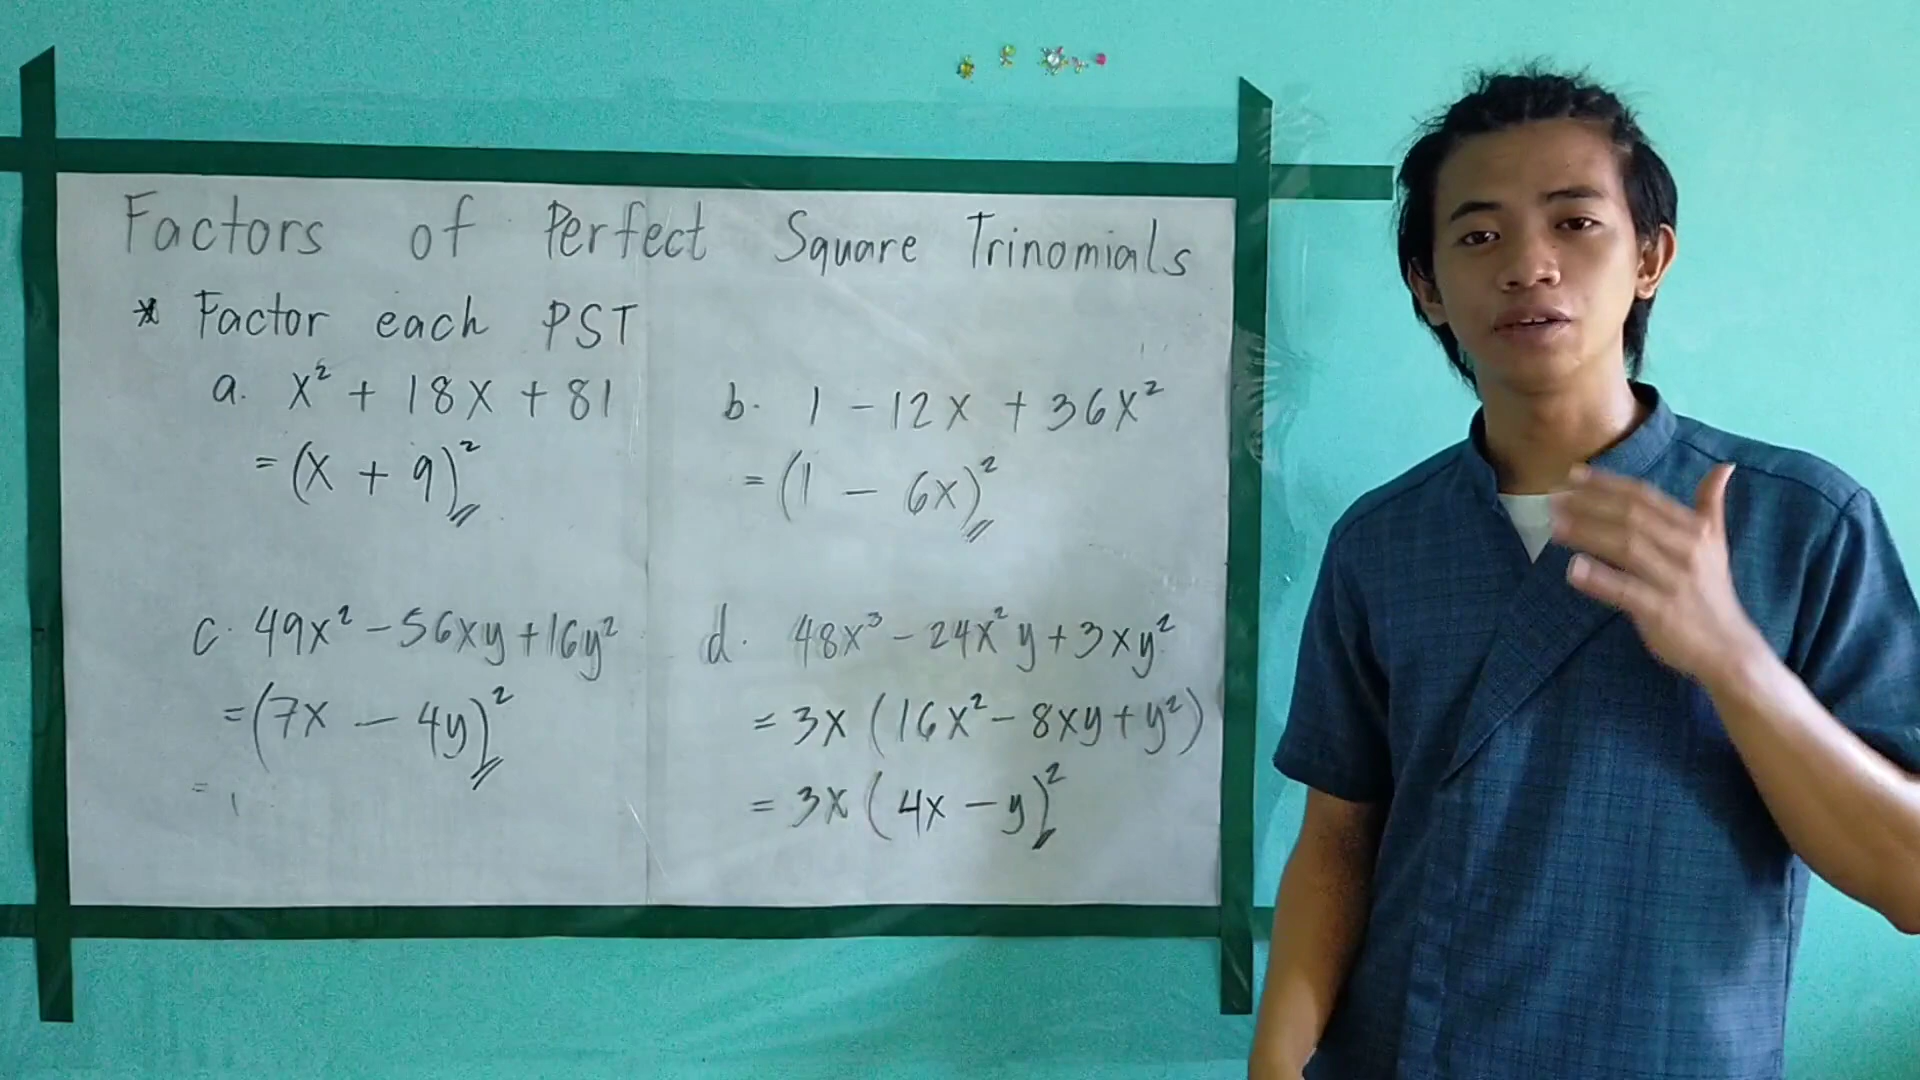 Factors of Perfect Square Trinomials
* Factor each PST
a. x² + 18x + 81
= (x + 9)²
b. 1 - 12x + 36x²
= (1 - 6x)²
c. 49x² - 56xy + 16y²
= (7x - 4y)²
=
d. 48x³ - 24x²y + 3xy²
= 3x (16x² - 8xy + y²)
= 3x (4x - y)²